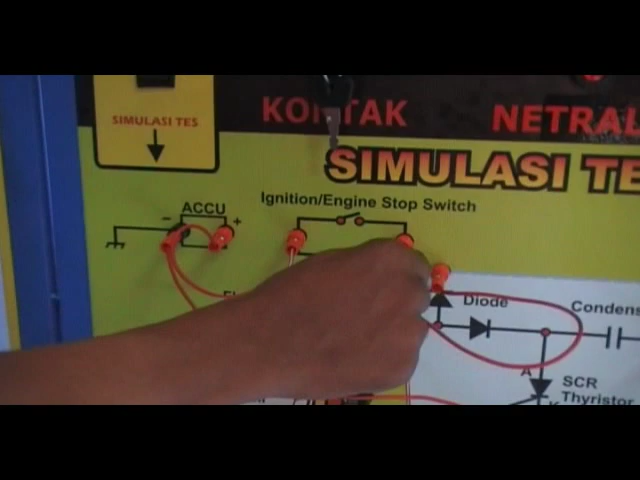 SIMULASI TES
KONTAK
NETRAL
SIMULASI TE
ACCU
- +
Ignition/Engine Stop Switch
Diode
Condens
A
SCR
Thyristor
K